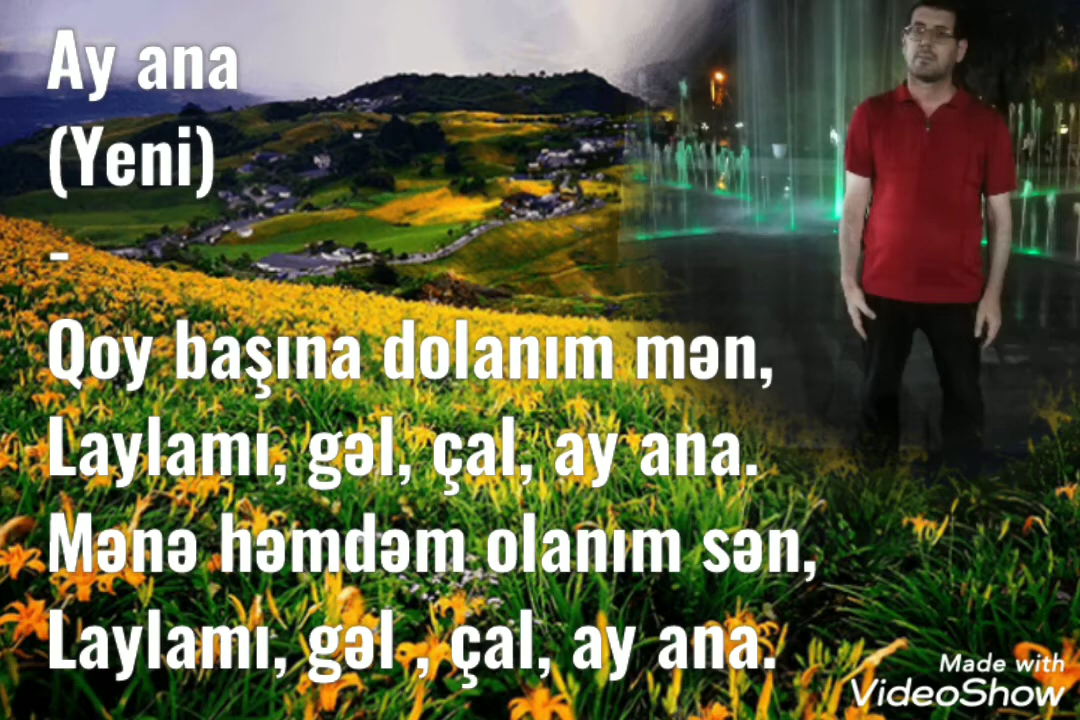 Ay ana
(Yeni)
-
Qoy başına dolanım mən,
Laylamı, gəl, çal, ay ana.
Mənə həmdəm olanım sən,
Laylamı, gəl , çal, ay ana.
Made with
VideoShow